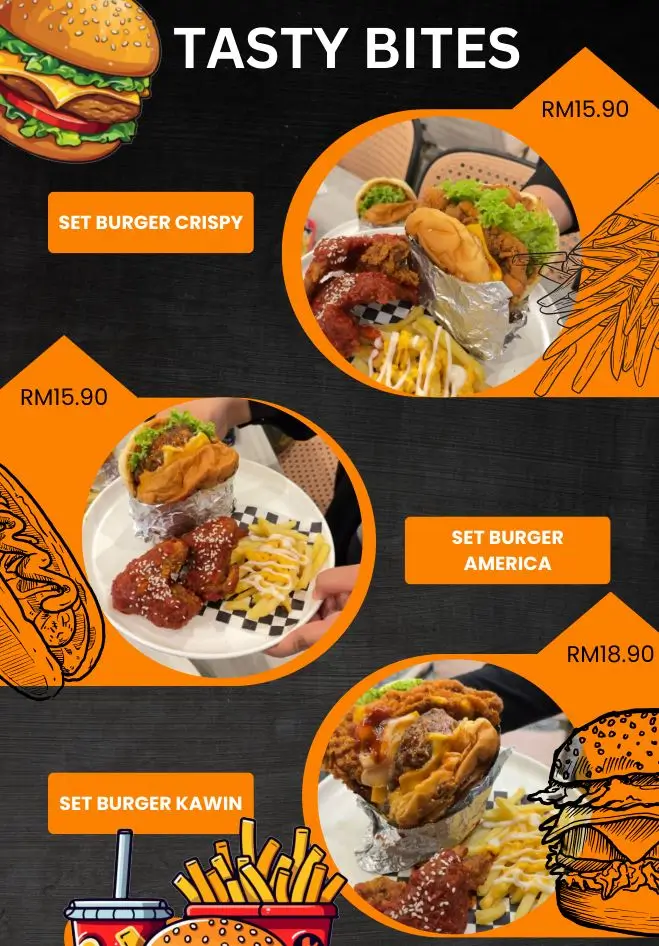 TASTY BITES
RM15.90
SET BURGER CRISPY
RM15.90
SET BURGER
AMERICA
RM18.90
SET BURGER KAWIN